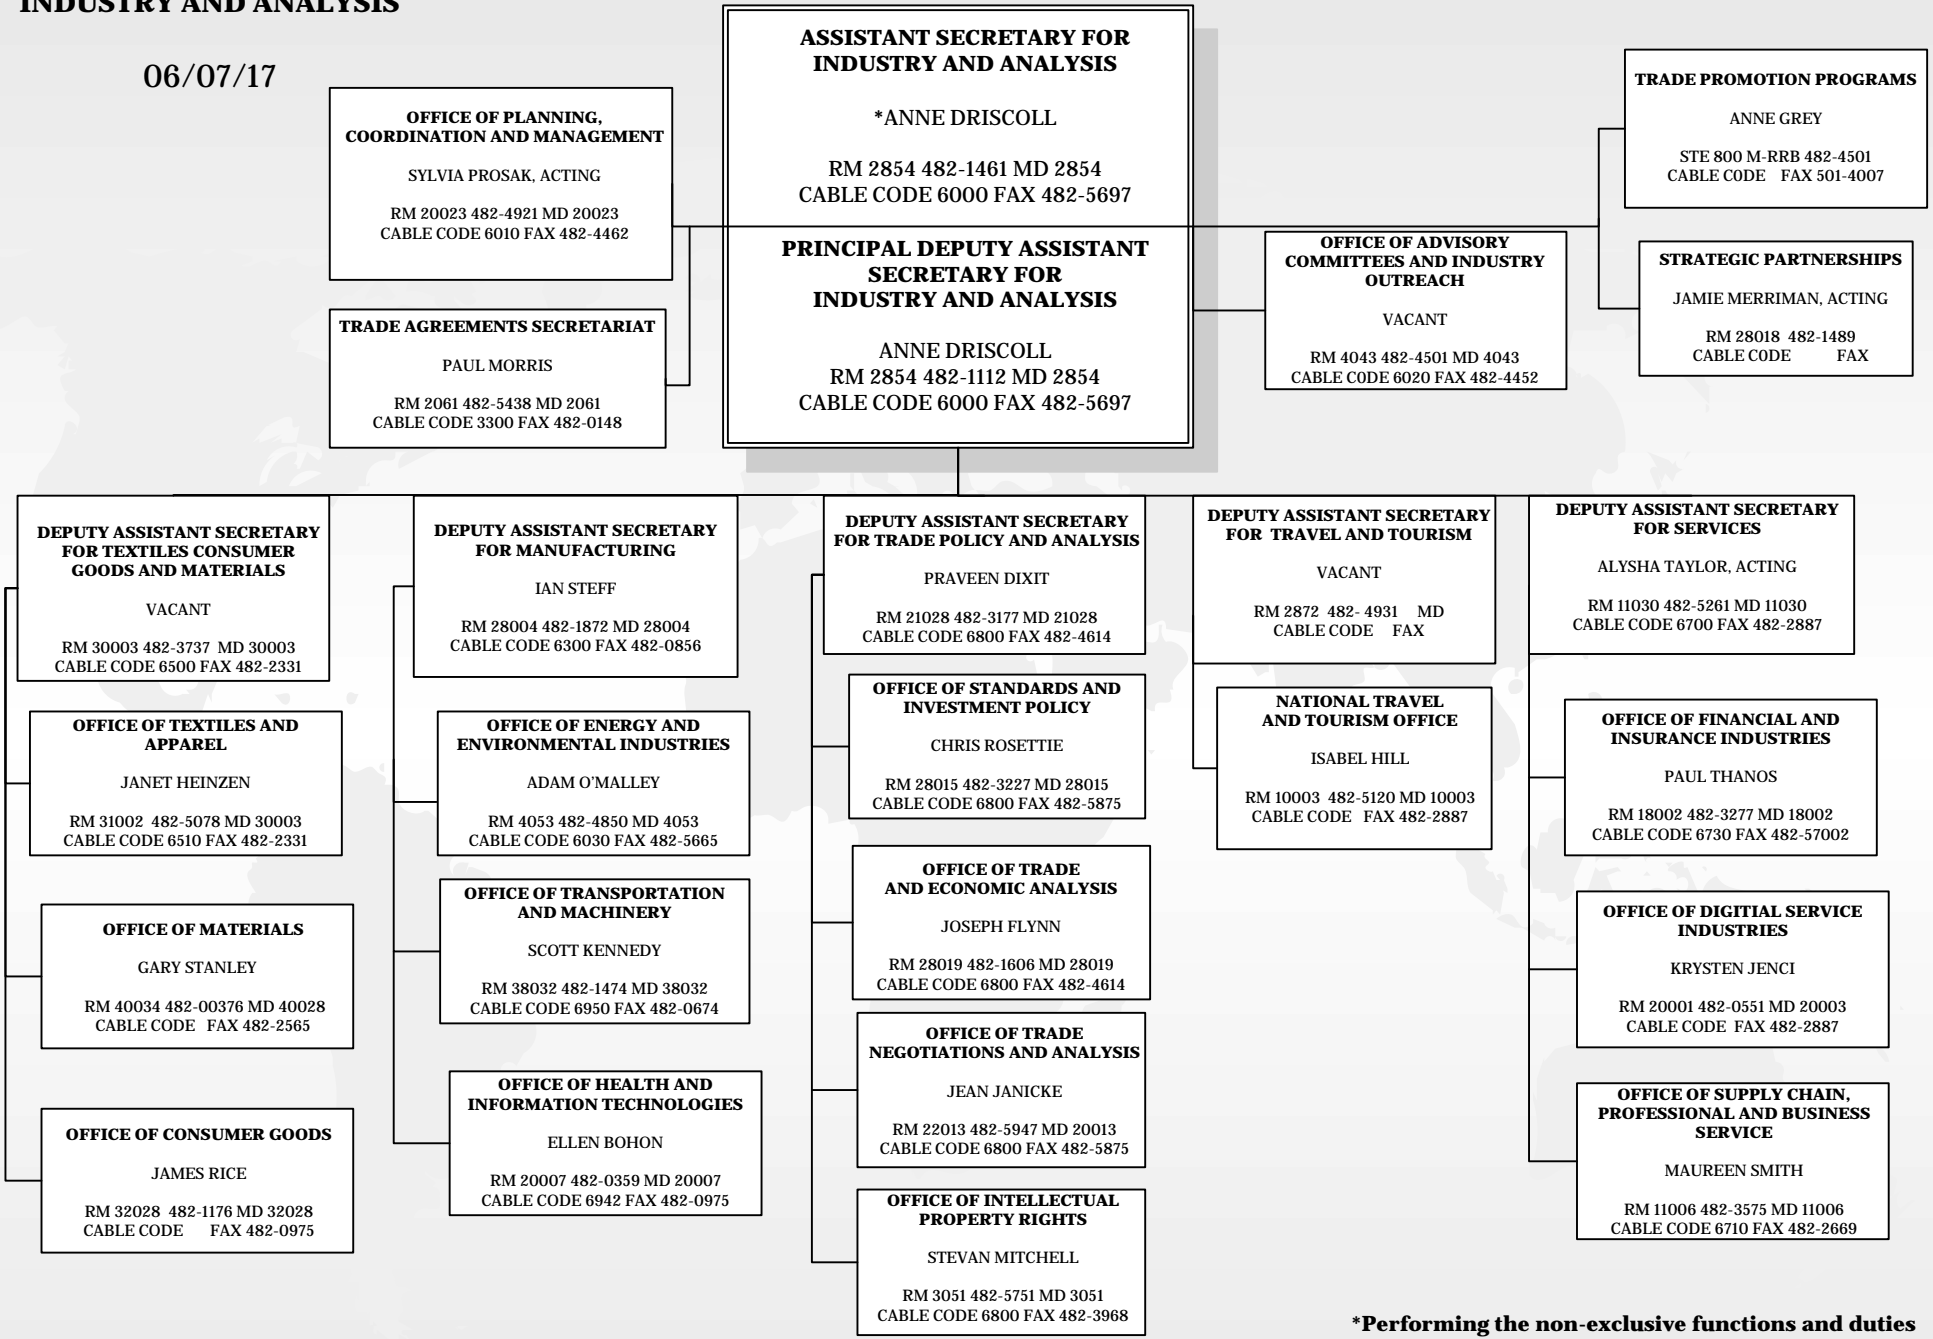 INDUSTRY AND ANALYSIS
06/07/17
ASSISTANT SECRETARY FOR
INDUSTRY AND ANALYSIS
*ANNE DRISCOLL
RM 2854 482-1461 MD 2854
CABLE CODE 6000 FAX 482-5697
PRINCIPAL DEPUTY ASSISTANT
SECRETARY FOR
INDUSTRY AND ANALYSIS
ANNE DRISCOLL
RM 2854 482-1112 MD 2854
CABLE CODE 6000 FAX 482-5697
OFFICE OF PLANNING,
COORDINATION AND MANAGEMENT
SYLVIA PROSAK, ACTING
RM 20023 482-4921 MD 20023
CABLE CODE 6010 FAX 482-4462
TRADE AGREEMENTS SECRETARIAT
PAUL MORRIS
RM 2061 482-5438 MD 2061
CABLE CODE 3300 FAX 482-0148
OFFICE OF ADVISORY
COMMITTEES AND INDUSTRY
OUTREACH
VACANT
RM 4043 482-4501 MD 4043
CABLE C0DE 6020 FAX 482-4452
TRADE PROMOTION PROGRAMS
ANNE GREY
STE 800 M-RRB 482-4501
CABLE C0DE FAX 501-4007
STRATEGIC PARTNERSHIPS
JAMIE MERRIMAN, ACTING
RM 28018 482-1489
CABLE C0DE FAX
DEPUTY ASSISTANT SECRETARY
FOR TEXTILES CONSUMER
GOODS AND MATERIALS
VACANT
RM 30003 482-3737 MD 30003
CABLE CODE 6500 FAX 482-2331
OFFICE OF TEXTILES AND
APPAREL
JANET HEINZEN
RM 31002 482-5078 MD 30003
CABLE CODE 6510 FAX 482-2331
OFFICE OF MATERIALS
GARY STANLEY
RM 40034 482-00376 MD 40028
CABLE CODE FAX 482-2565
OFFICE OF CONSUMER GOODS
JAMES RICE
RM 32028 482-1176 MD 32028
CABLE CODE FAX 482-0975
DEPUTY ASSISTANT SECRETARY
FOR MANUFACTURING
IAN STEFF
RM 28004 482-1872 MD 28004
CABLE CODE 6300 FAX 482-0856
OFFICE OF ENERGY AND
ENVIRONMENTAL INDUSTRIES
ADAM O’MALLEY
RM 4053 482-4850 MD 4053
CABLE CODE 6030 FAX 482-5665
OFFICE OF TRANSPORTATION
AND MACHINERY
SCOTT KENNEDY
RM 38032 482-1474 MD 38032
CABLE CODE 6950 FAX 482-0674
OFFICE OF HEALTH AND
INFORMATION TECHNOLOGIES
ELLEN BOHON
RM 20007 482-0359 MD 20007
CABLE CODE 6942 FAX 482-0975
DEPUTY ASSISTANT SECRETARY
FOR TRADE POLICY AND ANALYSIS
PRAVEEN DIXIT
RM 21028 482-3177 MD 21028
CABLE CODE 6800 FAX 482-4614
OFFICE OF STANDARDS AND
INVESTMENT POLICY
CHRIS ROSETTIE
RM 28015 482-3227 MD 28015
CABLE CODE 6800 FAX 482-5875
OFFICE OF TRADE
AND ECONOMIC ANALYSIS
JOSEPH FLYNN
RM 28019 482-1606 MD 28019
CABLE CODE 6800 FAX 482-4614
OFFICE OF TRADE
NEGOTIATIONS AND ANALYSIS
JEAN JANICKE
RM 22013 482-5947 MD 20013
CABLE CODE 6800 FAX 482-5875
OFFICE OF INTELLECTUAL
PROPERTY RIGHTS
STEVAN MITCHELL
RM 3051 482-5751 MD 3051
CABLE CODE 6800 FAX 482-3968
DEPUTY ASSISTANT SECRETARY
FOR TRAVEL AND TOURISM
VACANT
RM 2872 482- 4931 MD
CABLE CODE FAX
NATIONAL TRAVEL
AND TOURISM OFFICE
ISABEL HILL
RM 10003 482-5120 MD 10003
CABLE CODE FAX 482-2887
DEPUTY ASSISTANT SECRETARY
FOR SERVICES
ALYSHA TAYLOR, ACTING
RM 11030 482-5261 MD 11030
CABLE CODE 6700 FAX 482-2887
OFFICE OF FINANCIAL AND
INSURANCE INDUSTRIES
PAUL THANOS
RM 18002 482-3277 MD 18002
CABLE CODE 6730 FAX 482-57002
OFFICE OF DIGITIAL SERVICE
INDUSTRIES
KRYSTEN JENCI
RM 20001 482-0551 MD 20003
CABLE CODE FAX 482-2887
OFFICE OF SUPPLY CHAIN,
PROFESSIONAL AND BUSINESS
SERVICE
MAUREEN SMITH
RM 11006 482-3575 MD 11006
CABLE CODE 6710 FAX 482-2669
*Performing the non-exclusive functions and duties